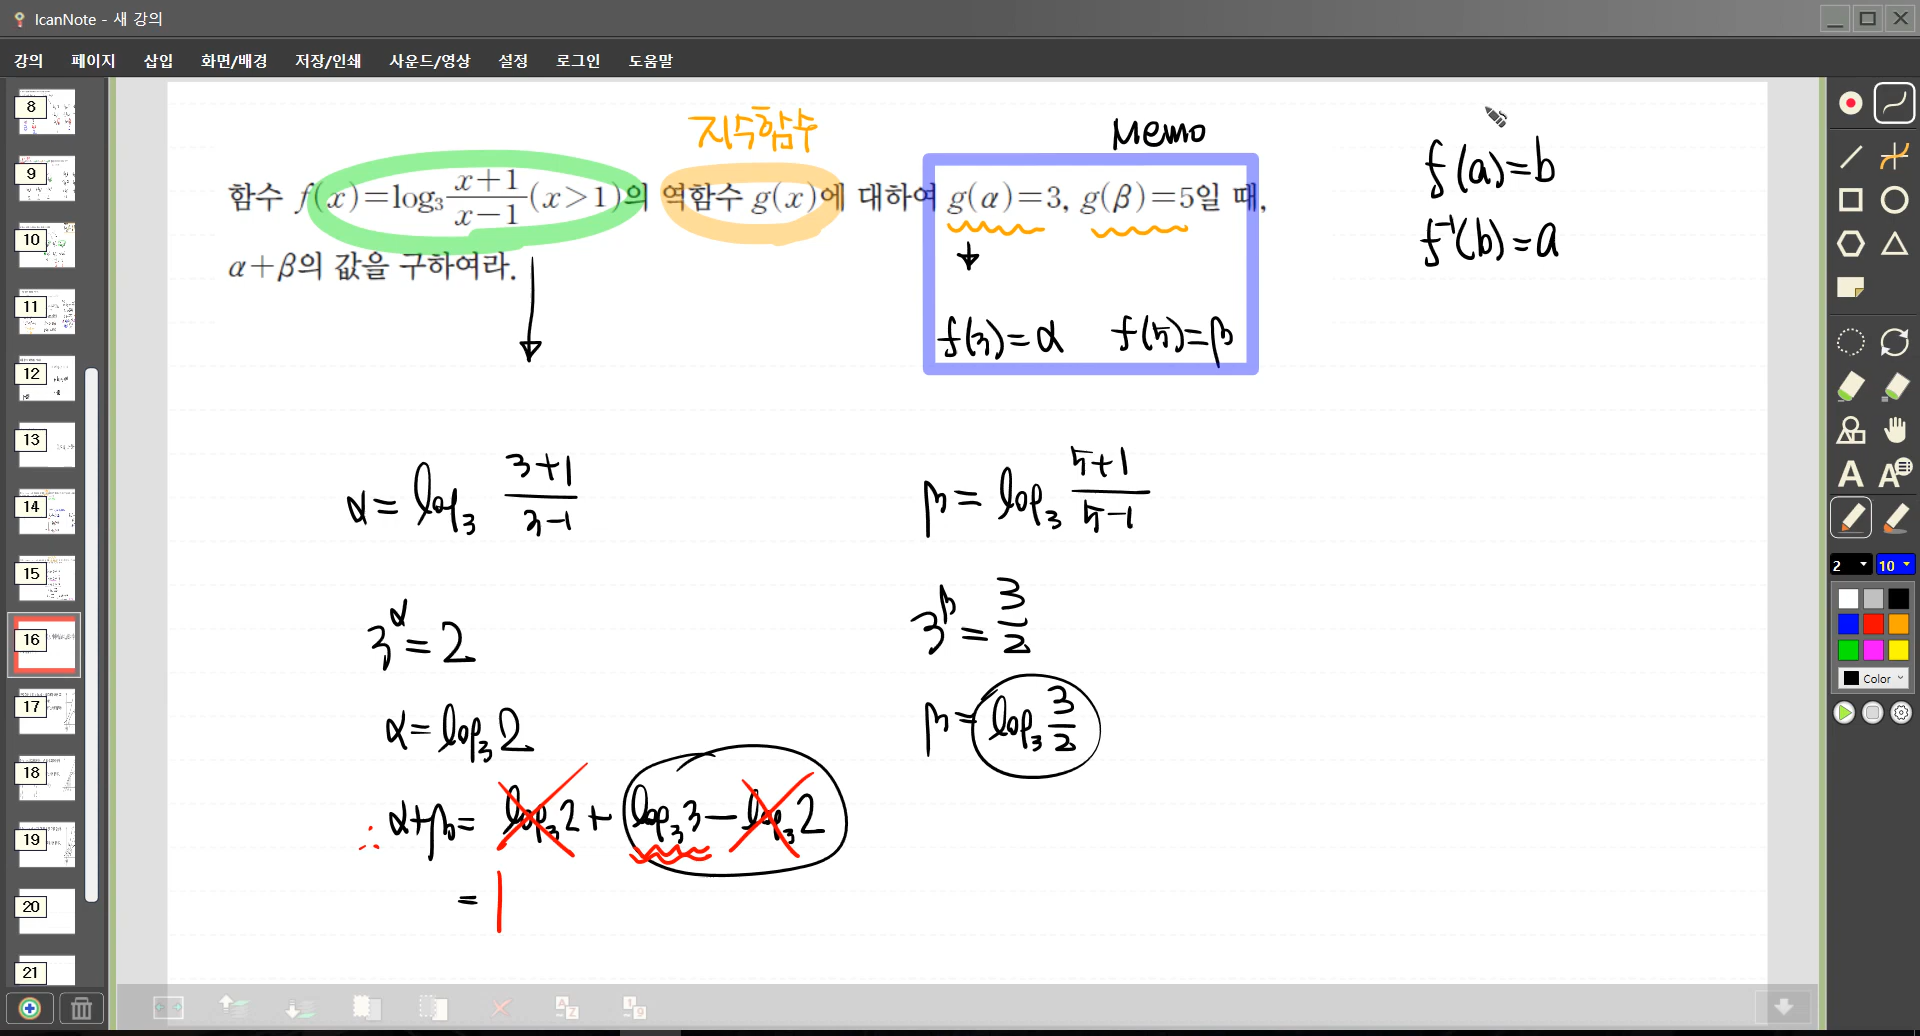 IcanNote - 새 강의
강의 페이지 삽입 화면/배경 저장/인쇄 사운드/영상 설정 로그인 도움말
8
9
10
11
12
13
14
15
16
17
18
19
20
21
지수함수
Memo
함수 f(x)=log₃ (x+1)/(x−1) (x>1)의 역함수 g(x)에 대하여 g(α)=3, g(β)=5일 때,
α+β의 값을 구하여라.
f(3)=α f(5)=β
f(a)=b
f⁻¹(b)=a
α= log₃ (3+1)/(3−1)
β= log₃ (5+1)/(5−1)
3^α=2
3^β= 3/2
α=log₃2
β= log₃ 3/2
∴ α+β= log₃2 + log₃3 − log₃2
= 1
A A
2 10
Color
A Z
1 9